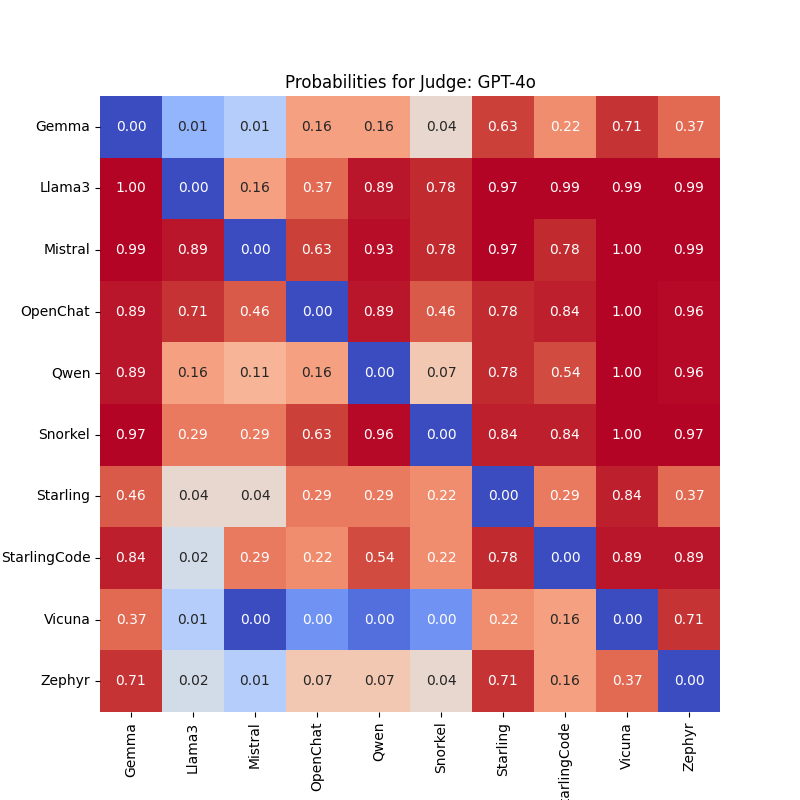 Probabilities for Judge: GPT-4o
Gemma 0.00 0.01 0.01 0.16 0.16 0.04 0.63 0.22 0.71 0.37
Llama3 1.00 0.00 0.16 0.37 0.89 0.78 0.97 0.99 0.99 0.99
Mistral 0.99 0.89 0.00 0.63 0.93 0.78 0.97 0.78 1.00 0.99
OpenChat 0.89 0.71 0.46 0.00 0.89 0.46 0.78 0.84 1.00 0.96
Qwen 0.89 0.16 0.11 0.16 0.00 0.07 0.78 0.54 1.00 0.96
Snorkel 0.97 0.29 0.29 0.63 0.96 0.00 0.84 0.84 1.00 0.97
Starling 0.46 0.04 0.04 0.29 0.29 0.22 0.00 0.29 0.84 0.37
StarlingCode 0.84 0.02 0.29 0.22 0.54 0.22 0.78 0.00 0.89 0.89
Vicuna 0.37 0.01 0.00 0.00 0.00 0.00 0.22 0.16 0.00 0.71
Zephyr 0.71 0.02 0.01 0.07 0.07 0.04 0.71 0.16 0.37 0.00
Gemma Llama3 Mistral OpenChat Qwen Snorkel Starling arlingCode Vicuna Zephyr